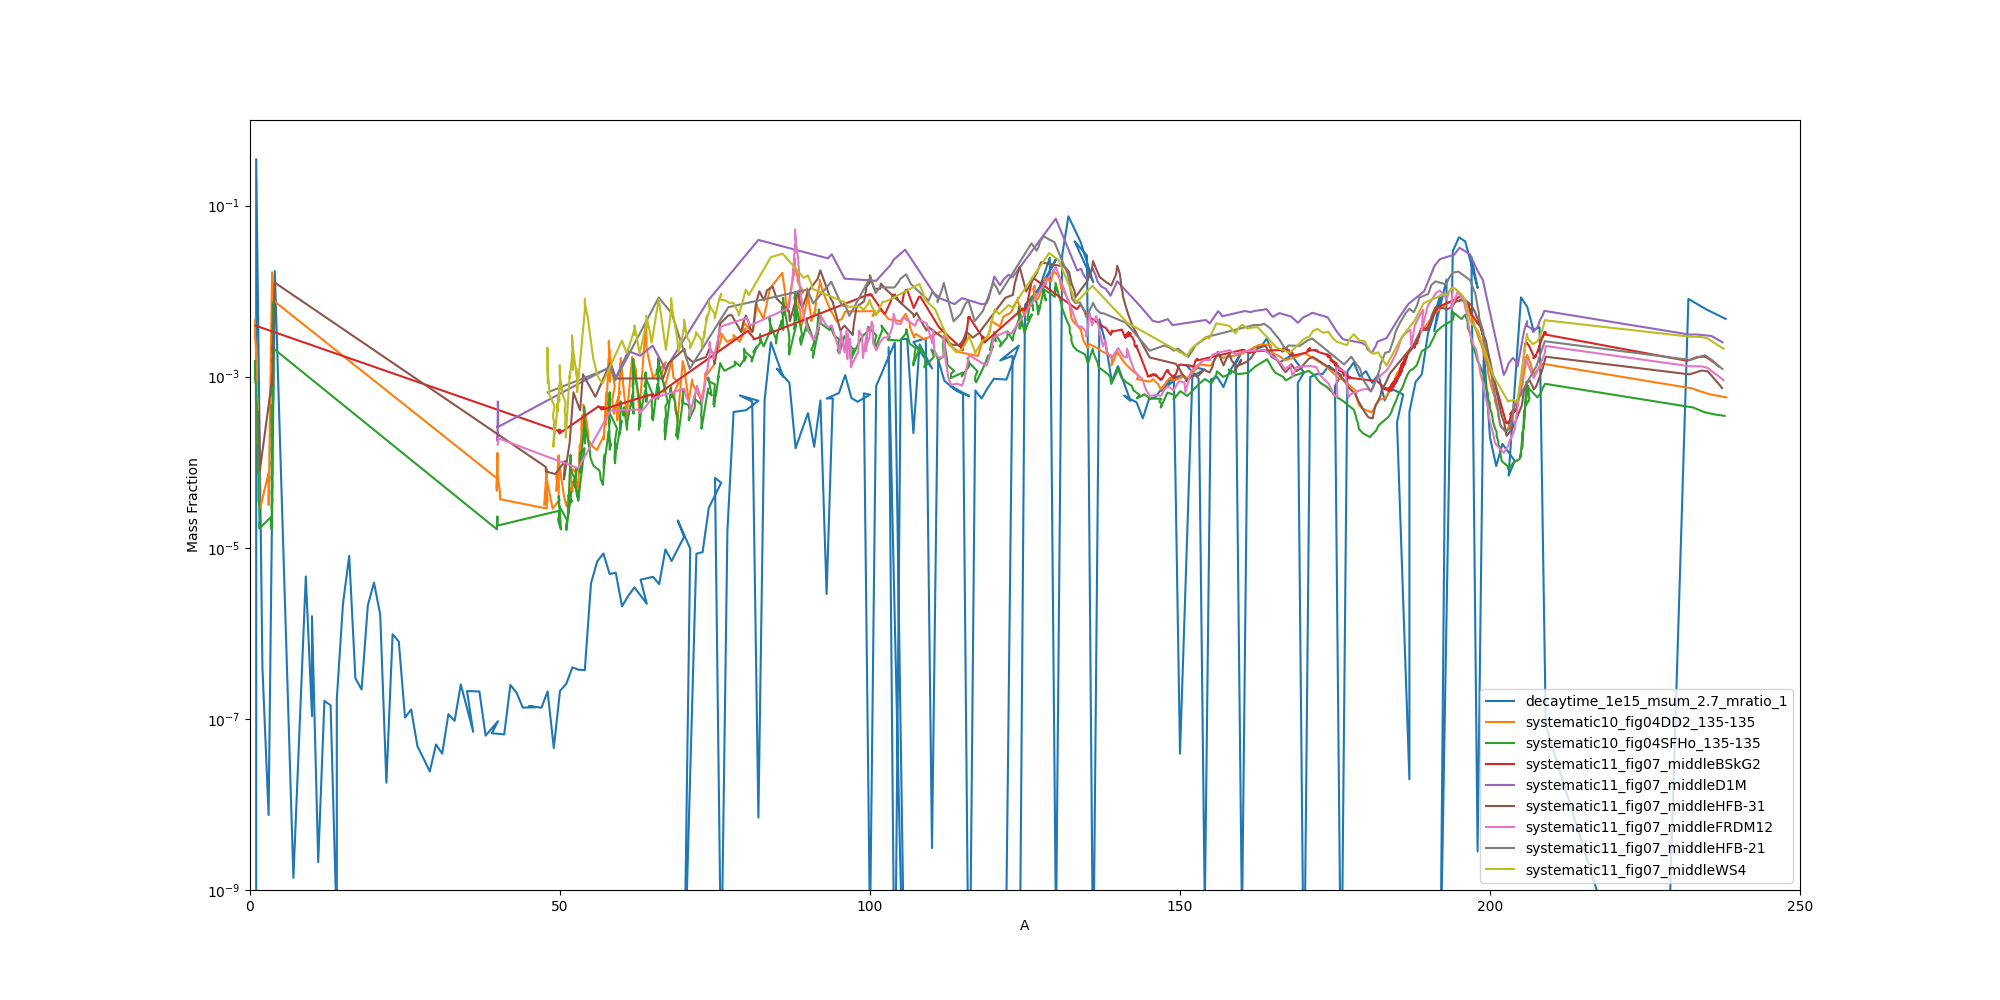 10⁻¹
10⁻³
10⁻⁵
10⁻⁷
10⁻⁹
Mass Fraction
0 50 100 150 200 250
A
decaytime_1e15_msum_2.7_mratio_1
systematic10_fig04DD2_135-135
systematic10_fig04SFHo_135-135
systematic11_fig07_middleBSkG2
systematic11_fig07_middleD1M
systematic11_fig07_middleHFB-31
systematic11_fig07_middleFRDM12
systematic11_fig07_middleHFB-21
systematic11_fig07_middleWS4